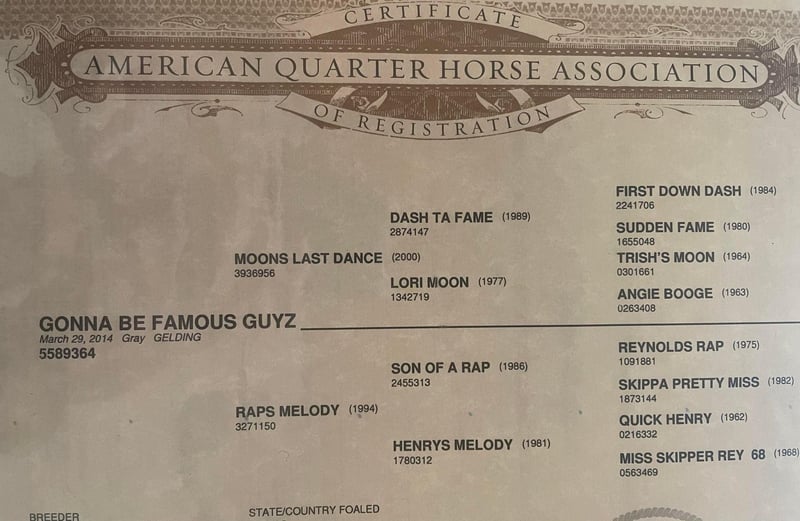 CERTIFICATE
AMERICAN QUARTER HORSE ASSOCIATION
OF REGISTRATION
FIRST DOWN DASH (1984)
2241706
DASH TA FAME (1989)
2874147
SUDDEN FAME (1980)
1655048
MOONS LAST DANCE (2000)
3936956
TRISH'S MOON (1964)
0301661
LORI MOON (1977)
1342719
ANGIE BOOGE (1963)
0263408
GONNA BE FAMOUS GUYZ
March 29, 2014 Gray GELDING
5589364
REYNOLDS RAP (1975)
1091881
SON OF A RAP (1986)
2455313
SKIPPA PRETTY MISS (1982)
1873144
RAPS MELODY (1994)
3271150
QUICK HENRY (1962)
0216332
HENRYS MELODY (1981)
1780312
MISS SKIPPER REY 68 (1968)
0563469
BREEDER
STATE/COUNTRY FOALED